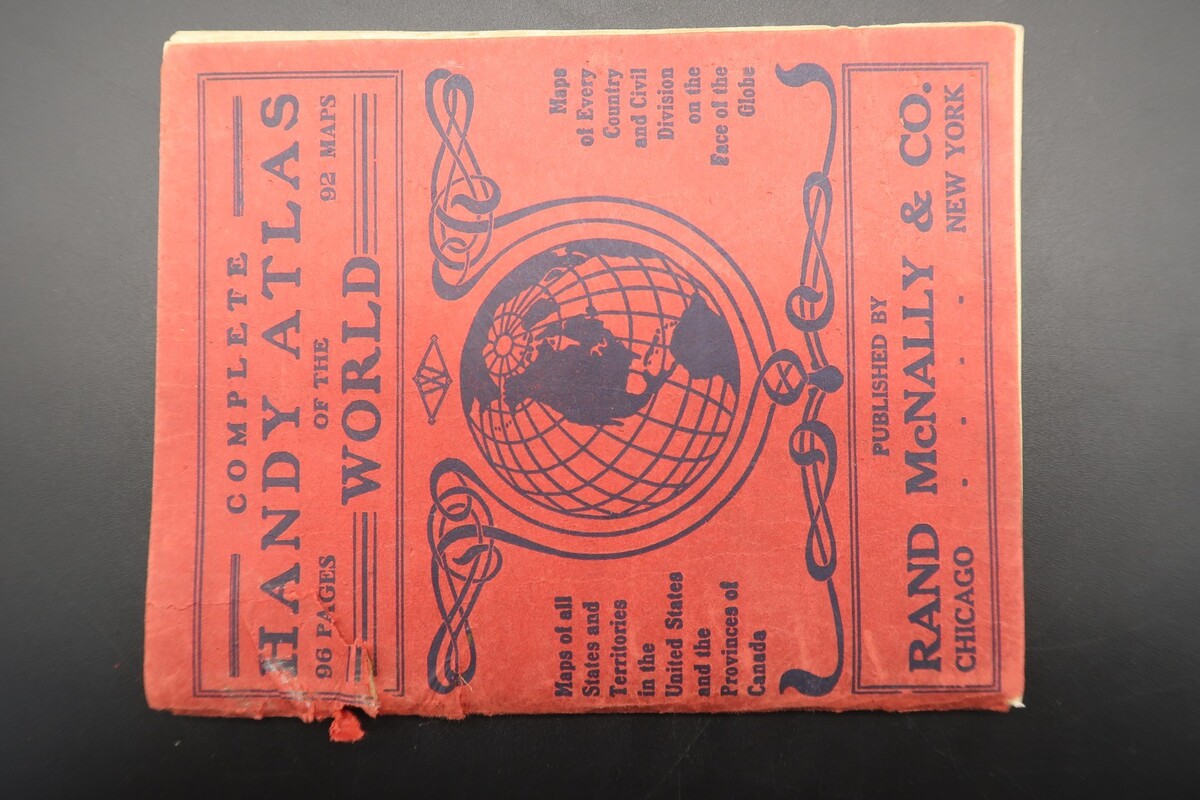 COMPLETE
HANDY ATLAS
96 PAGES OF THE 92 MAPS
WORLD
W
Maps of all
States and
Territories
in the
United States
and the
Provinces of
Canada
Maps
of Every
Country
and Civil
Division
on the
Face of the
Globe
PUBLISHED BY
RAND McNALLY & CO.
CHICAGO . . . . NEW YORK